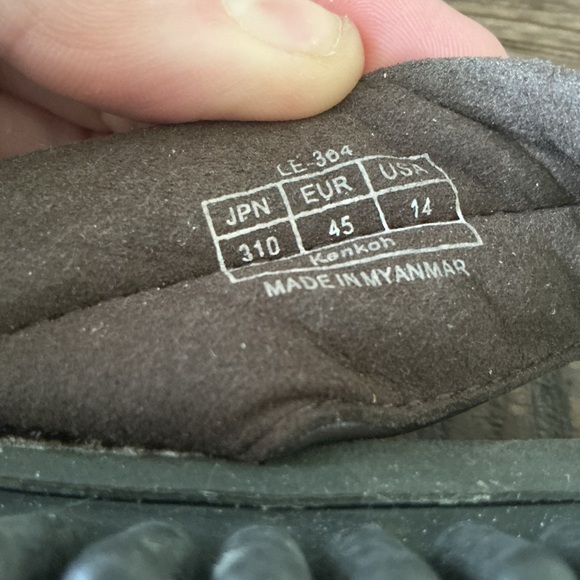 LE-364
JPN EUR USA
310 45 14
Kenkoh
MADE IN MYANMAR